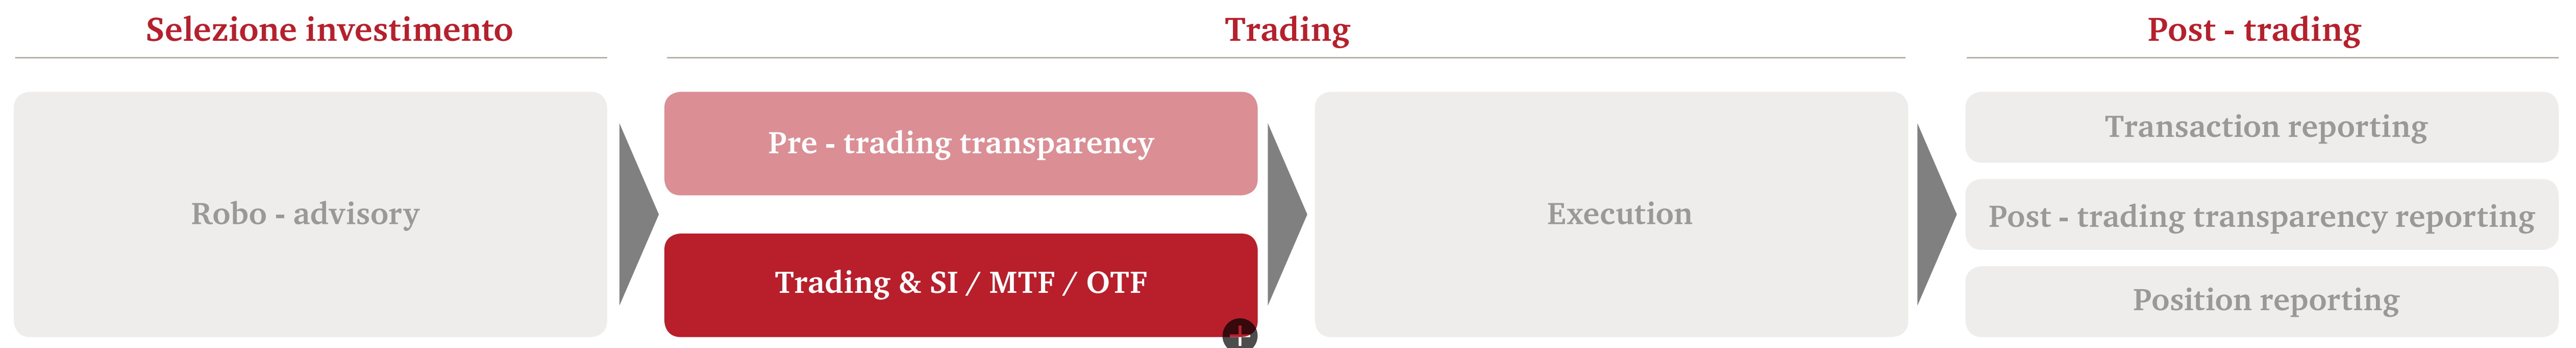 Selezione investimento
Trading
Post - trading
Robo - advisory
Pre - trading transparency
Trading & SI / MTF / OTF
Execution
Transaction reporting
Post - trading transparency reporting
Position reporting